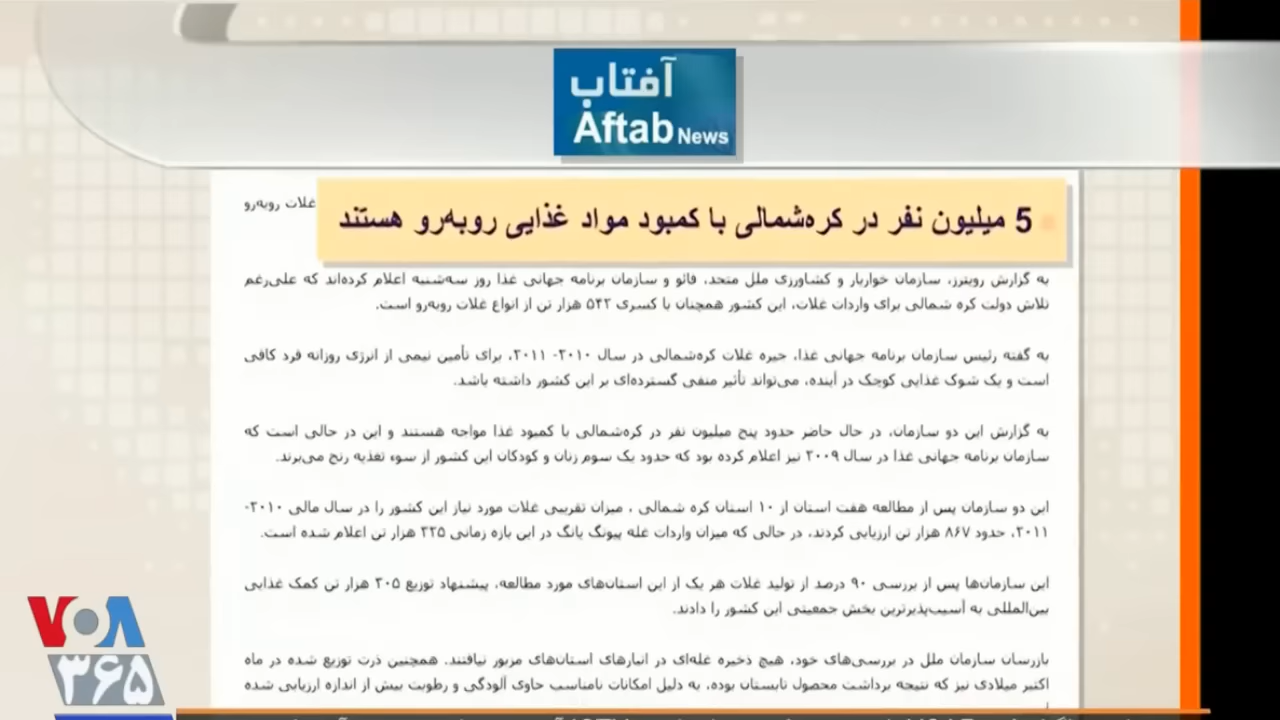 آفتاب
Aftab News
غلات روبه‌رو
5 میلیون نفر در کره‌شمالی با کمبود مواد غذایی روبه‌رو هستند
به گزارش رویترز، سازمان خواربار و کشاورزی ملل متحد، فائو و سازمان برنامه جهانی غذا روز سه‌شنبه اعلام کرده‌اند که علی‌رغم
تلاش دولت کره شمالی برای واردات غلات، این کشور همچنان با کسری ۵۴۲ هزار تن از انواع غلات روبه‌رو است.
به گفته رئیس سازمان برنامه جهانی غذا، جیره غلات کره‌شمالی در سال ۲۰۱۰- ۲۰۱۱، برای تأمین نیمی از انرژی روزانه فرد کافی
است و یک شوک غذایی کوچک در آینده، می‌تواند تأثیر منفی گسترده‌ای بر این کشور داشته باشد.
به گزارش این دو سازمان، در حال حاضر حدود پنج میلیون نفر در کره‌شمالی با کمبود غذا مواجه هستند و این در حالی است که
سازمان برنامه جهانی غذا در سال ۲۰۰۹ نیز اعلام کرده بود که حدود یک سوم زنان و کودکان این کشور از سوء تغذیه رنج می‌برند.
این دو سازمان پس از مطالعه هفت استان از ۱۰ استان کره شمالی ، میزان تقریبی غلات مورد نیاز این کشور را در سال مالی ۲۰۱۰-
۲۰۱۱، حدود ۸۶۷ هزار تن ارزیابی کردند، در حالی که میزان واردات غله پیونگ یانگ در این بازه زمانی ۳۲۵ هزار تن اعلام شده است.
این سازمان‌ها پس از بررسی ۹۰ درصد از تولید غلات هر یک از این استان‌های مورد مطالعه، پیشنهاد توزیع ۳۰۵ هزار تن کمک غذایی
بین‌المللی به آسیب‌پذیرترین بخش جمعیتی این کشور را دادند.
بازرسان سازمان ملل در بررسی‌های خود، هیچ ذخیره غله‌ای در انبارهای استان‌های مزبور نیافتند. همچنین ذرت توزیع شده در ماه
اکتبر میلادی نیز که نتیجه برداشت محصول تابستان بوده، به دلیل امکانات نامناسب حاوی آلودگی و رطوبت بیش از اندازه ارزیابی شده
VOA
۳۶۵